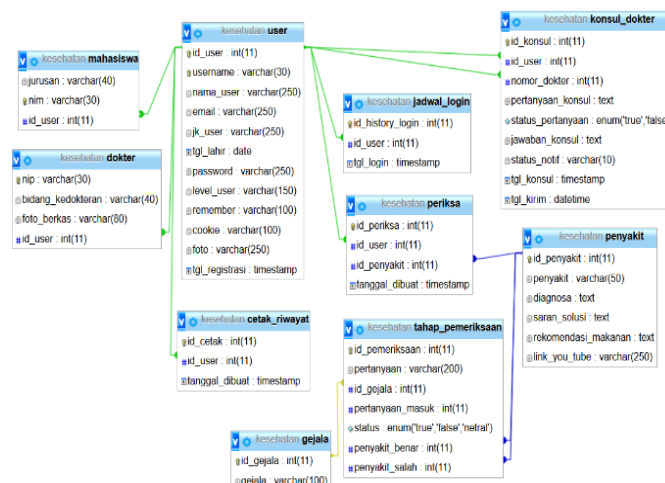 kesehatan mahasiswa
jurusan : varchar(40)
nim : varchar(30)
id_user : int(11)
kesehatan dokter
nip : varchar(30)
bidang_kedokteran : varchar(40)
foto_berkas : varchar(80)
id_user : int(11)
kesehatan user
id_user : int(11)
username : varchar(30)
nama_user : varchar(250)
email : varchar(250)
jk_user : varchar(250)
tgl_lahir : date
password : varchar(250)
level_user : varchar(150)
remember : varchar(100)
cookie : varchar(100)
foto : varchar(250)
tgl_registrasi : timestamp
kesehatan cetak_riwayat
id_cetak : int(11)
id_user : int(11)
tanggal_dibuat : timestamp
kesehatan gejala
id_gejala : int(11)
gejala : varchar(100)
kesehatan jadwal_login
id_history_login : int(11)
id_user : int(11)
tgl_login : timestamp
kesehatan periksa
id_periksa : int(11)
id_user : int(11)
id_penyakit : int(11)
tanggal_dibuat : timestamp
kesehatan tahap_pemeriksaan
id_pemeriksaan : int(11)
pertanyaan : varchar(200)
id_gejala : int(11)
pertanyaan_masuk : int(11)
status : enum('true','false','netral')
penyakit_benar : int(11)
penyakit_salah : int(11)
kesehatan konsul_dokter
id_konsul : int(11)
id_user : int(11)
nomor_dokter : int(11)
pertanyaan_konsul : text
status_pertanyaan : enum('true','false
jawaban_konsul : text
status_notif : varchar(10)
tgl_konsul : timestamp
tgl_kirim : datetime
kesehatan penyakit
id_penyakit : int(11)
penyakit : varchar(50)
diagnosa : text
saran_solusi : text
rekomendasi_makanan : text
link_you_tube : varchar(250)